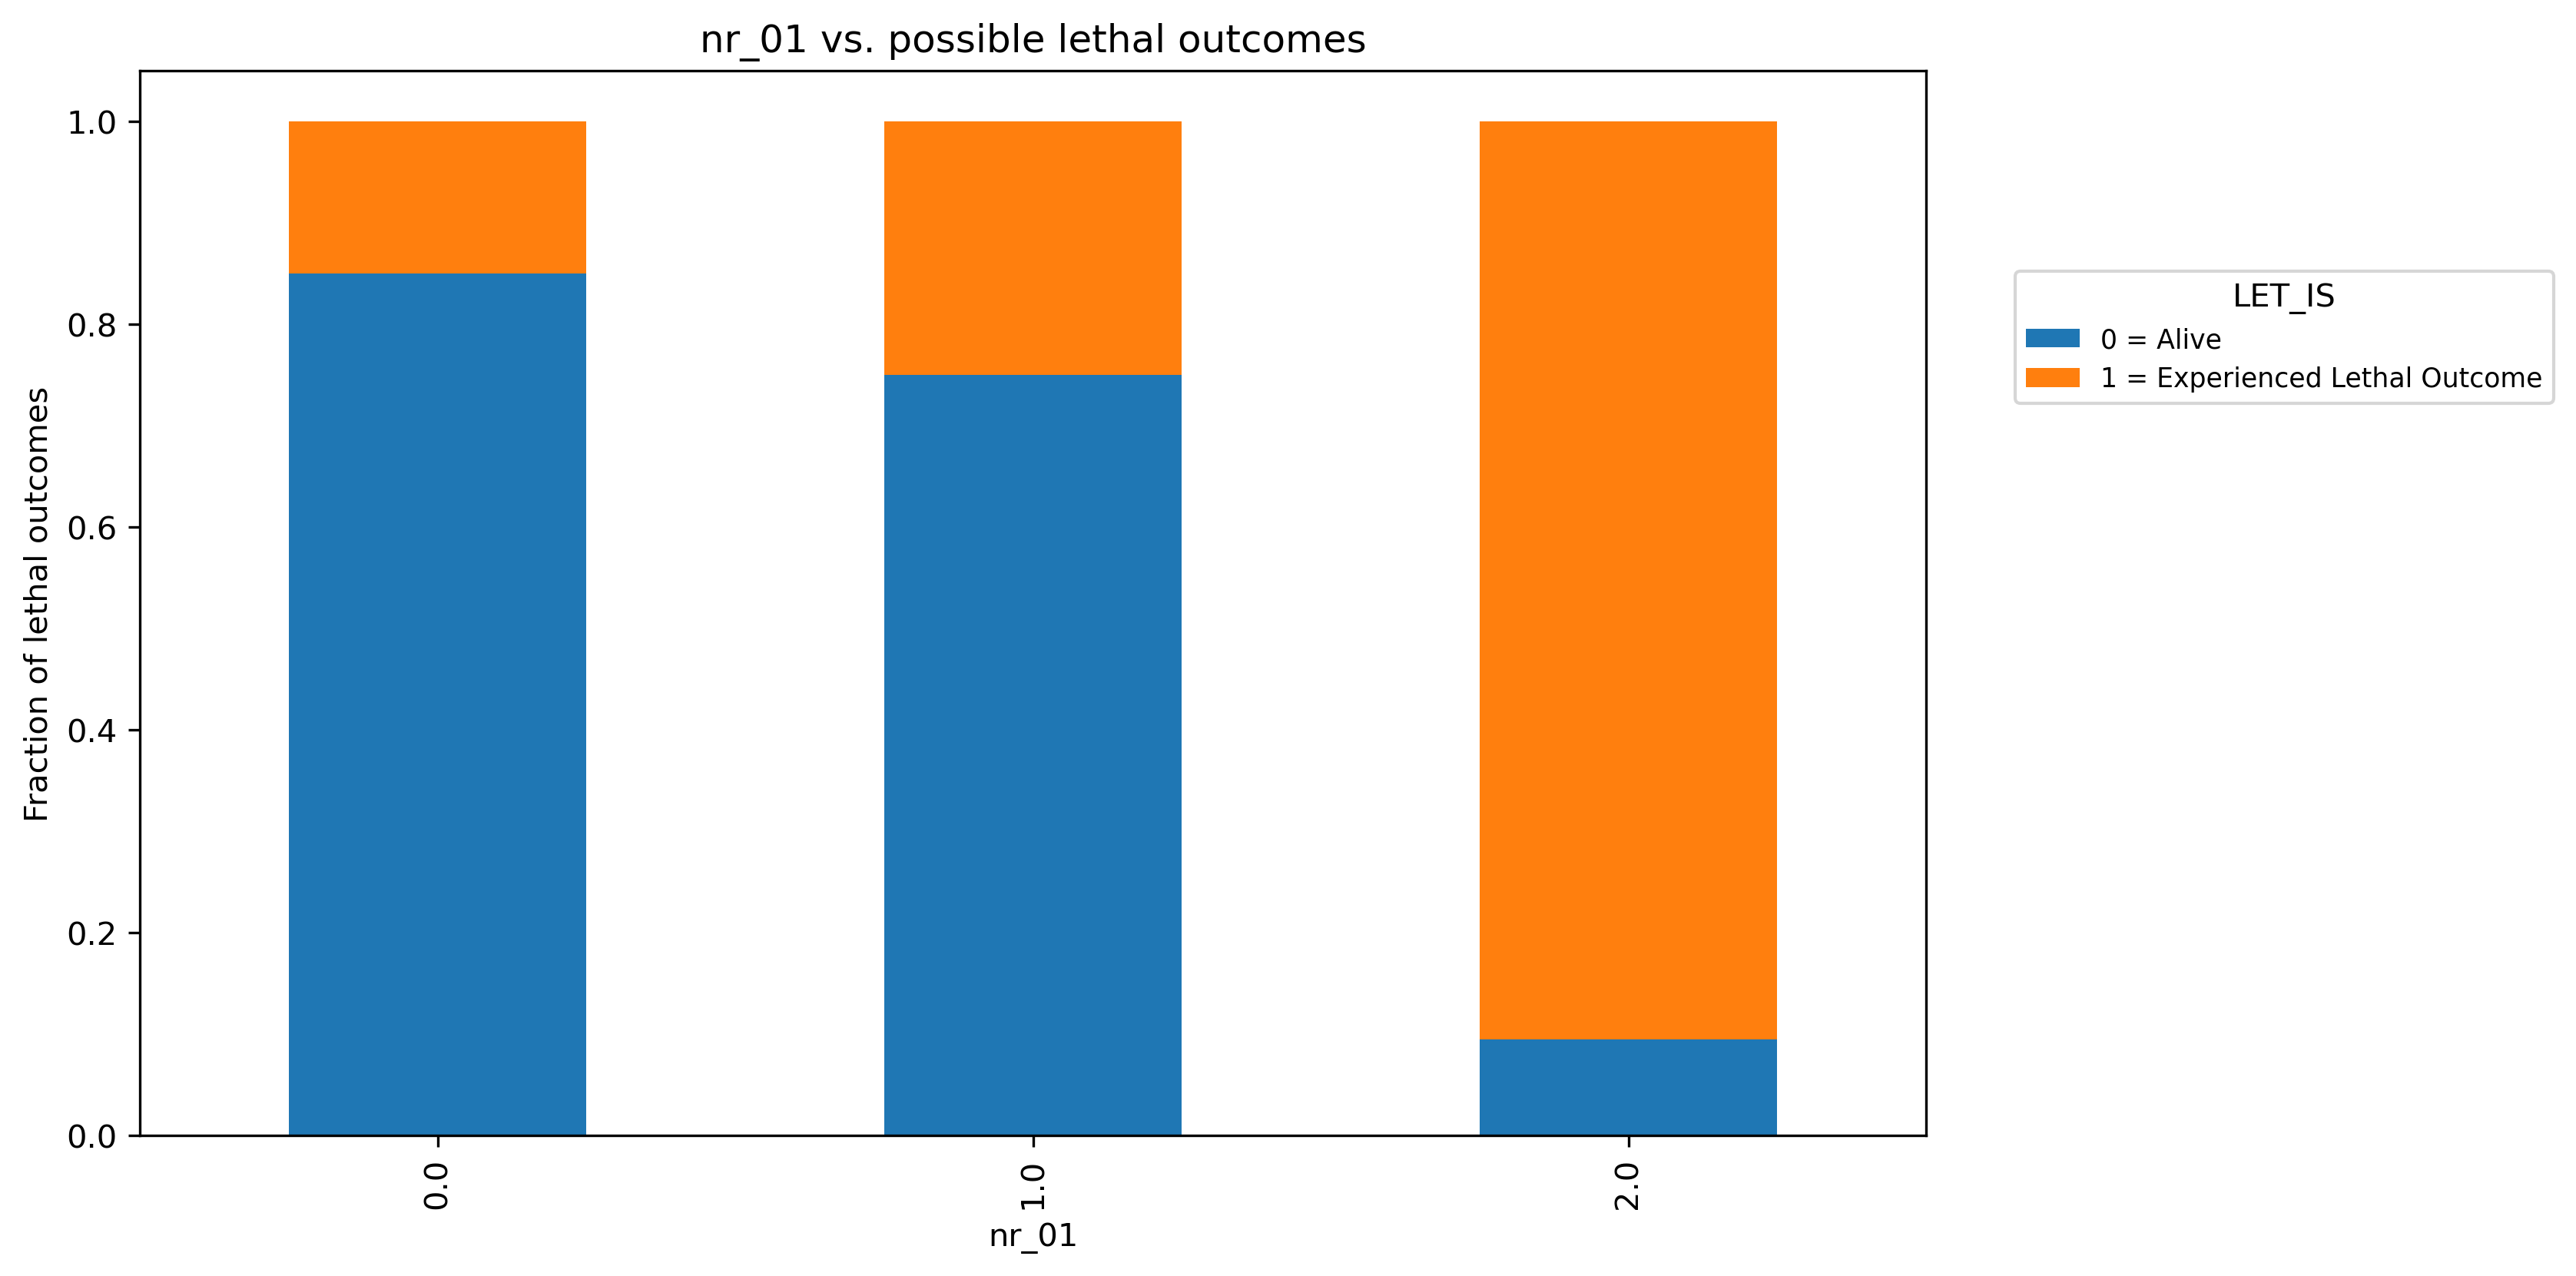 nr_01 vs. possible lethal outcomes
Fraction of lethal outcomes
1.0
0.8
0.6
0.4
0.2
0.0
0.0
1.0
2.0
nr_01
LET_IS
0 = Alive
1 = Experienced Lethal Outcome